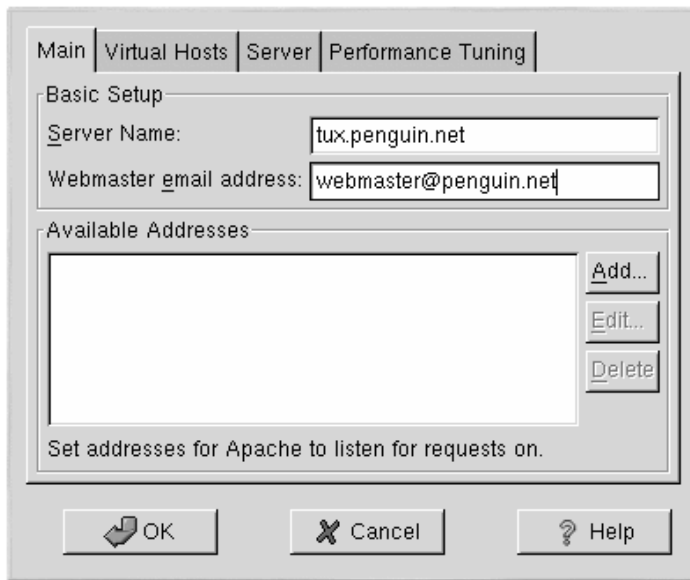 Main Virtual Hosts Server Performance Tuning
Basic Setup
Server Name: tux.penguin.net
Webmaster email address: webmaster@penguin.net
Available Addresses
Add...
Edit...
Delete
Set addresses for Apache to listen for requests on.
OK Cancel Help